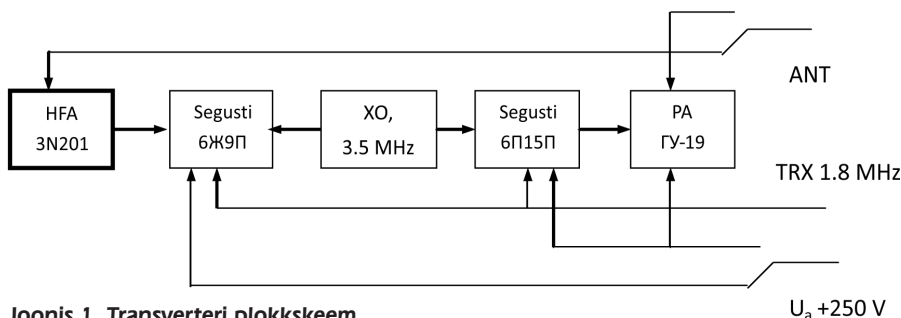 ANT
HFA
3N201
Segusti
6Ж9П
XO,
3.5 MHz
Segusti
6П15П
PA
ГУ-19
TRX 1.8 MHz
Uₐ +250 V
Joonis 1. Transverteri plokkskeem